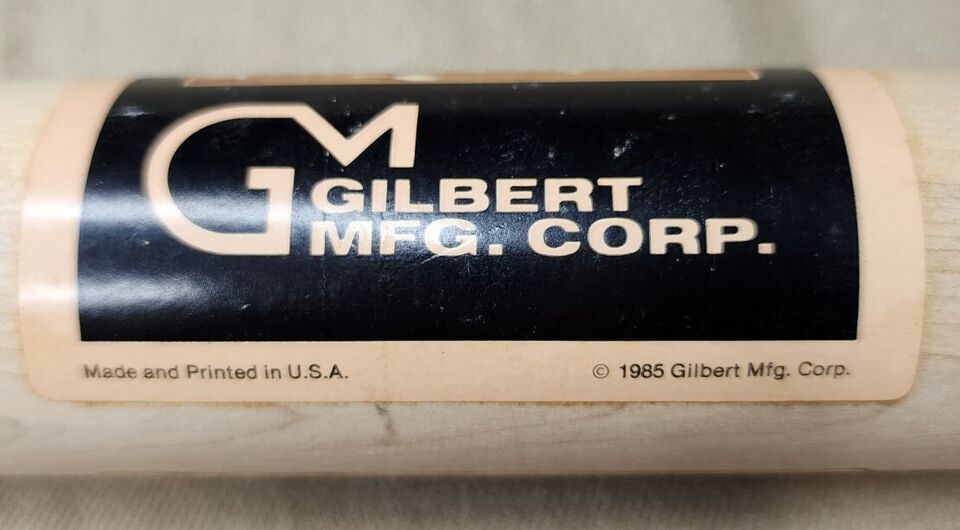 GM
GILBERT
MFG. CORP.
Made and Printed in U.S.A.
© 1985 Gilbert Mfg. Corp.